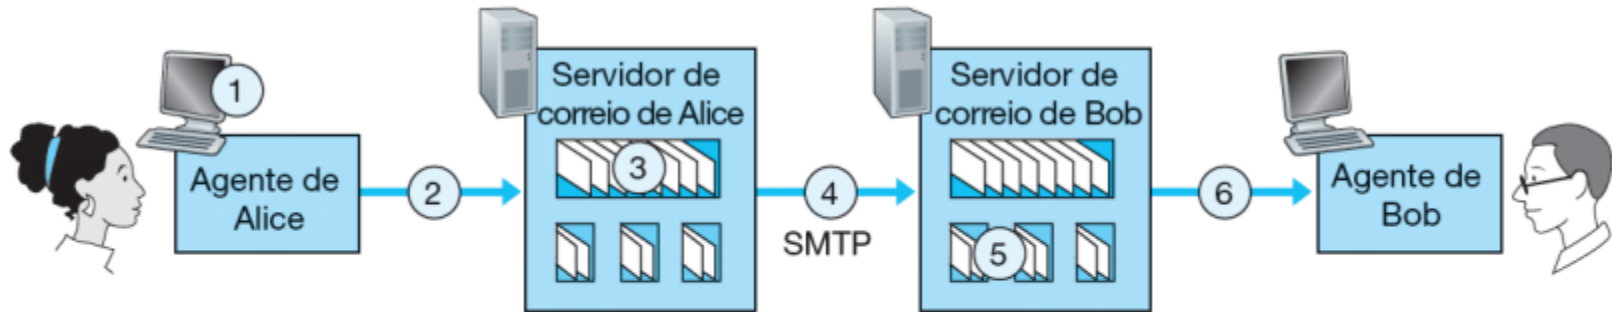 1
Agente de
Alice
2
Servidor de
correio de Alice
3
4
SMTP
Servidor de
correio de Bob
5
6
Agente de
Bob